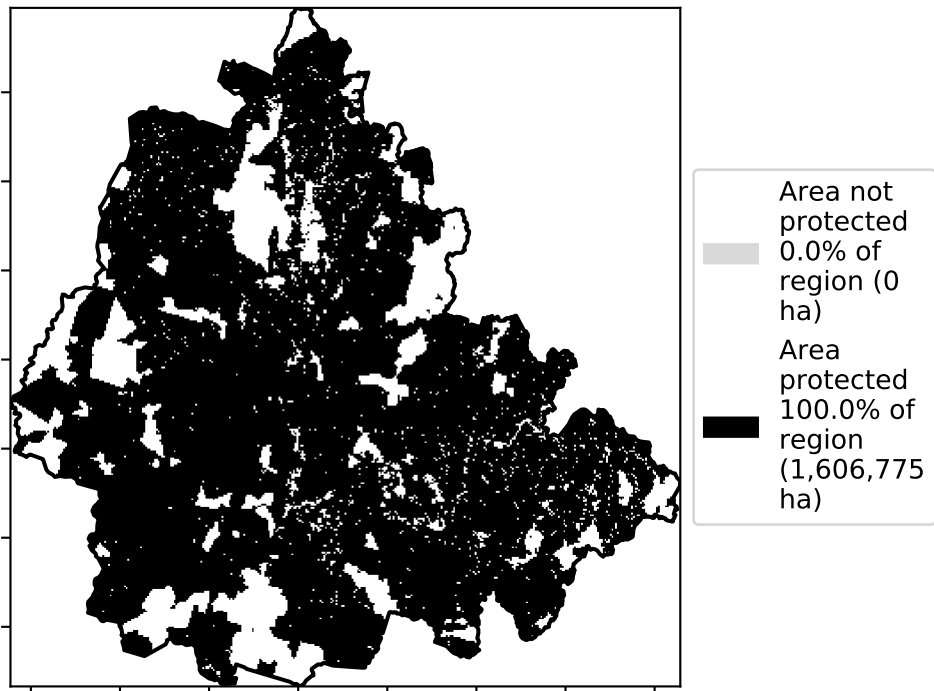 Area not
protected
0.0% of
region (0
ha)
Area
protected
100.0% of
region
(1,606,775
ha)